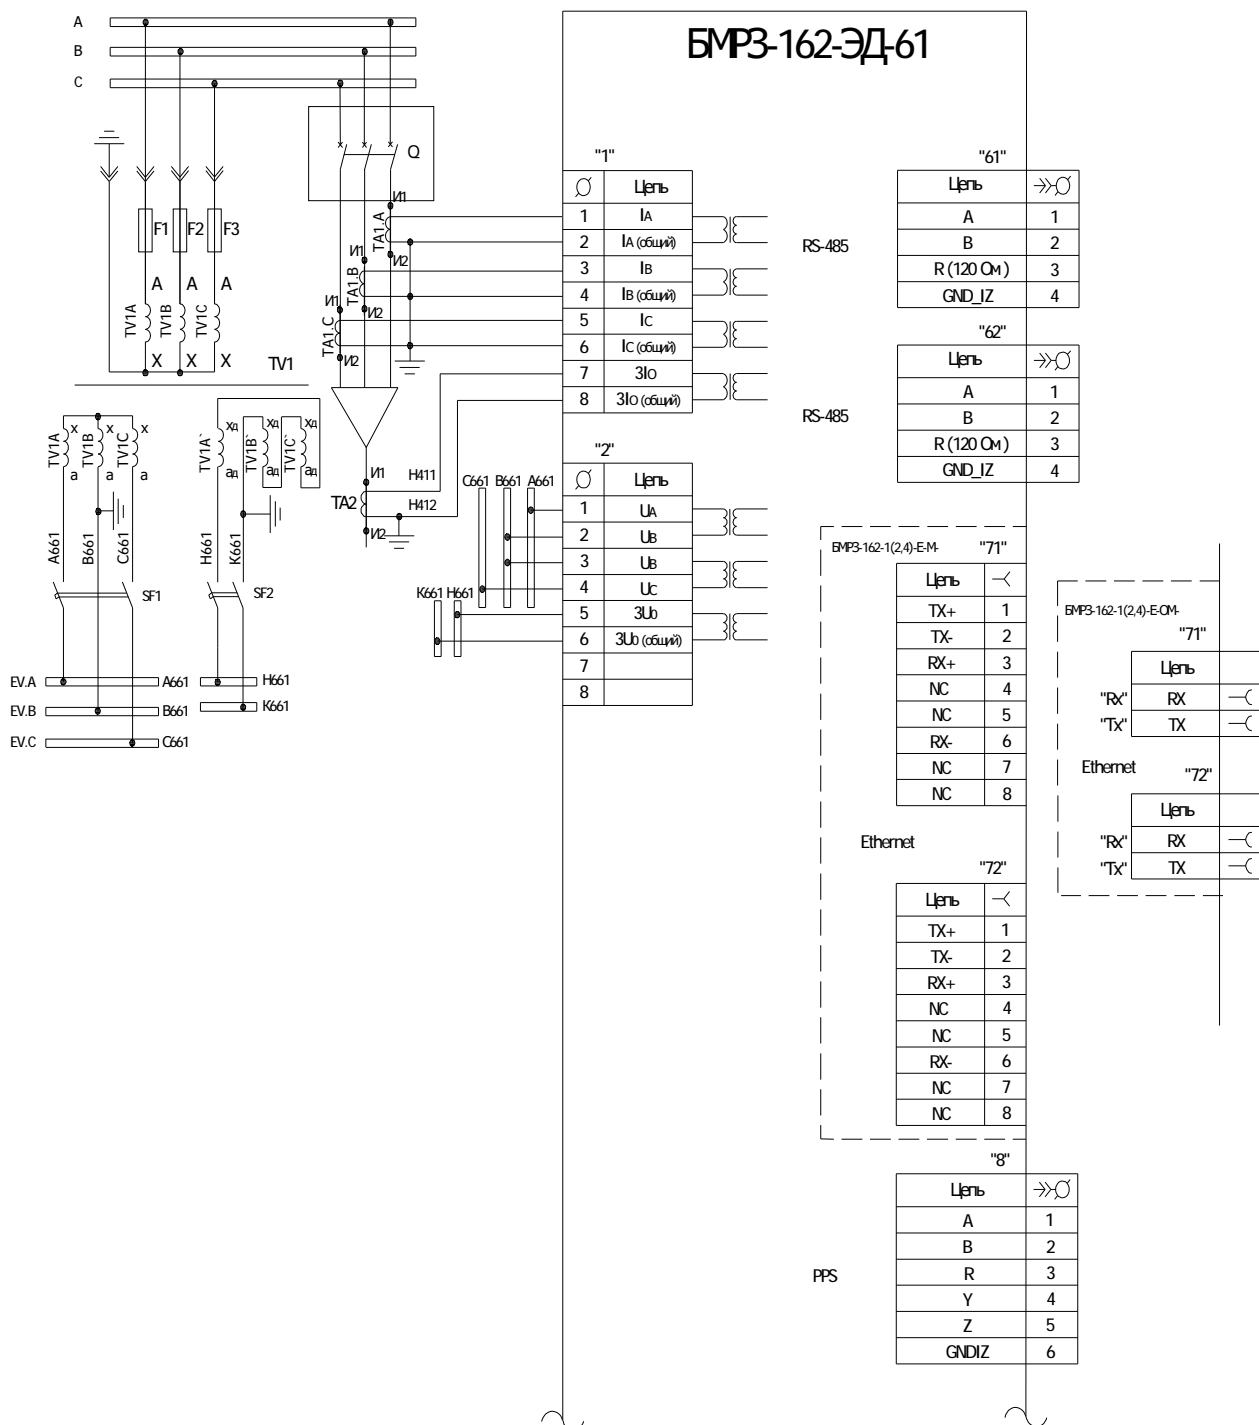 БМРЗ-162-ЭД-61
A
B
C
Q
F1
F2
F3
A
A
A
TV1A
TV1B
TV1C
X
X
X
TV1
И1
TA1.A
И2
И1
TA1.B
И2
И1
TA1.C
И2
"1"
Цепь
1 IA
2 IA (общий)
3 IB
4 IB (общий)
5 IC
6 IC (общий)
7 3IO
8 3IO (общий)
TV1A
x
a
TV1B
x
a
TV1C
x
a
TV1A`
xд
aд
TV1B`
xд
aд
TV1C`
xд
aд
И1
TA2
И2
H411
H412
A661
B661
C661
H661
K661
SF1
SF2
EV.A
A661
EV.B
B661
EV.C
C661
H661
K661
"2"
C661 B661 A661
K661 H661
Цепь
1 UA
2 UB
3 UB
4 UC
5 3U0
6 3U0 (общий)
7
8
RS-485
"61"
Цепь
A 1
B 2
R (120 Ом) 3
GND_IZ 4
RS-485
"62"
Цепь
A 1
B 2
R (120 Ом) 3
GND_IZ 4
БМРЗ-162-1(2,4)-Е-М-
"71"
Цепь
TX+ 1
TX- 2
RX+ 3
NC 4
NC 5
RX- 6
NC 7
NC 8
Ethernet
"72"
Цепь
TX+ 1
TX- 2
RX+ 3
NC 4
NC 5
RX- 6
NC 7
NC 8
БМРЗ-162-1(2,4)-Е-ОМ-
"71"
Цепь
"Rx" RX
"Tx" TX
Ethernet
"72"
Цепь
"Rx" RX
"Tx" TX
PPS
"8"
Цепь
A 1
B 2
R 3
Y 4
Z 5
GNDIZ 6